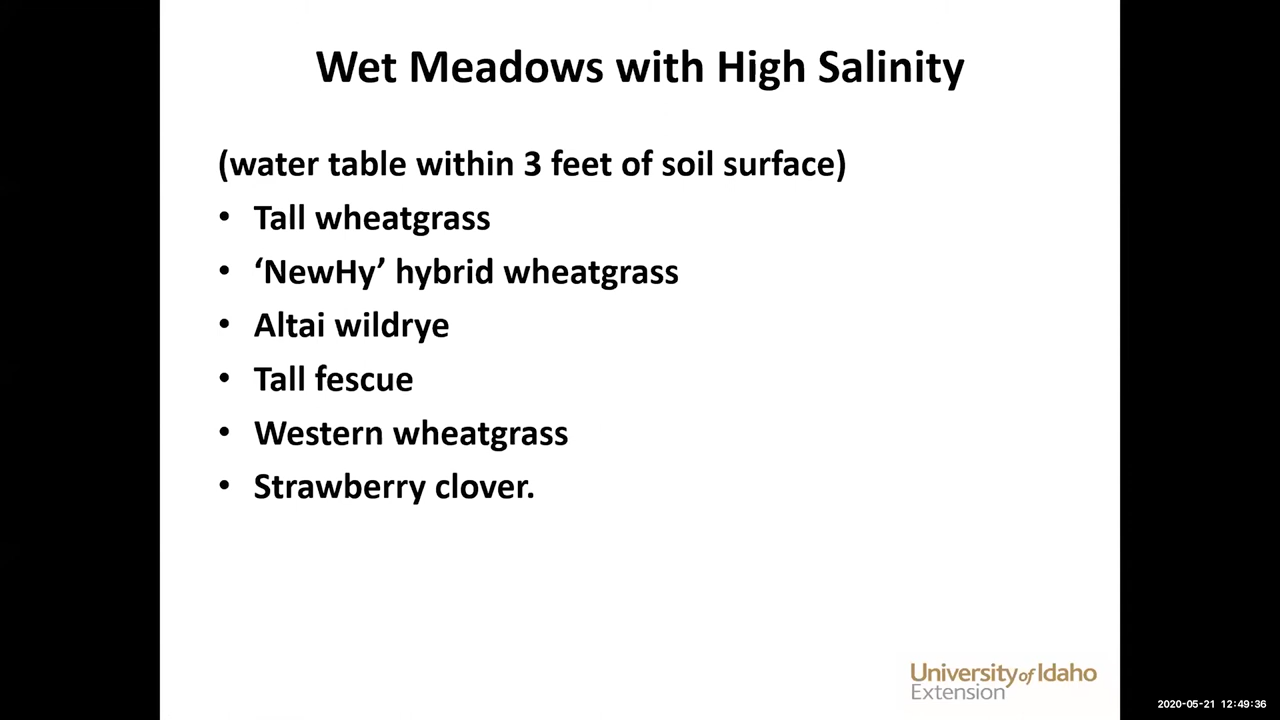 Wet Meadows with High Salinity
(water table within 3 feet of soil surface)
• Tall wheatgrass
• ‘NewHy’ hybrid wheatgrass
• Altai wildrye
• Tall fescue
• Western wheatgrass
• Strawberry clover.
University of Idaho
Extension
2020-05-21 12:49:36